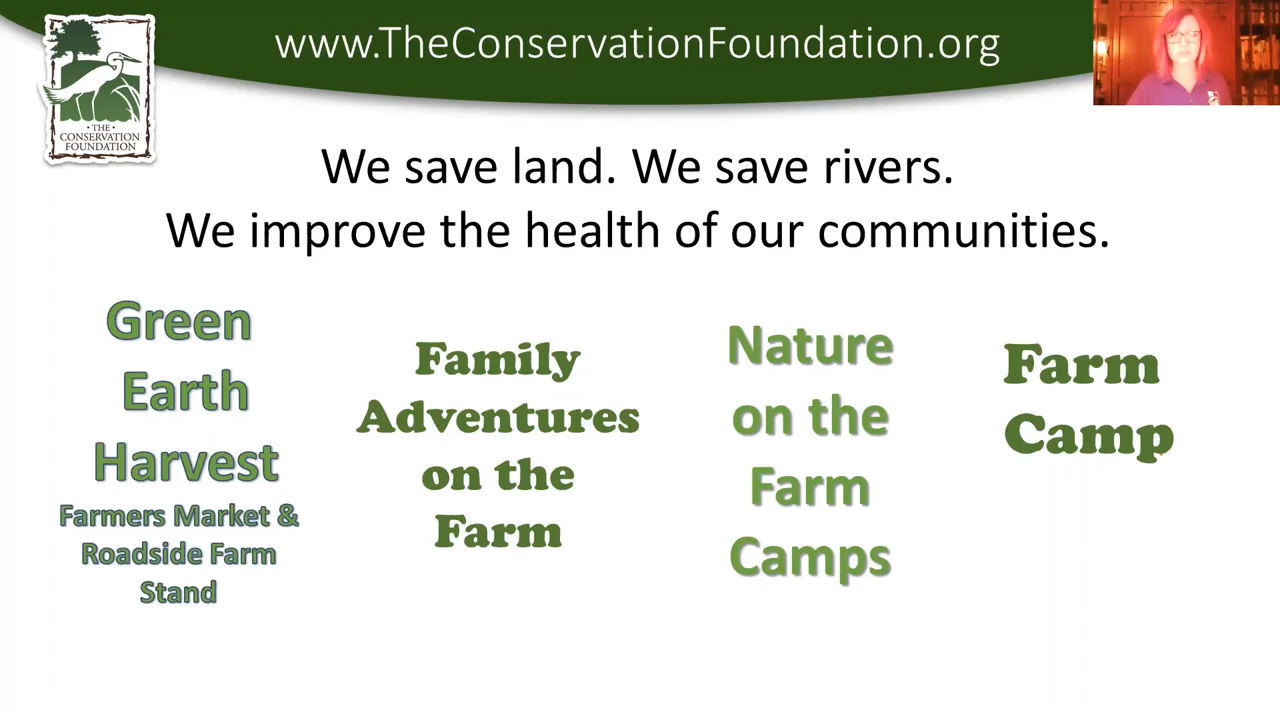 www.TheConservationFoundation.org
• THE •
CONSERVATION
FOUNDATION
We save land. We save rivers.
We improve the health of our communities.
Green
Earth
Harvest
Farmers Market &
Roadside Farm
Stand
Family
Adventures
on the
Farm
Nature
on the
Farm
Camps
Farm
Camp